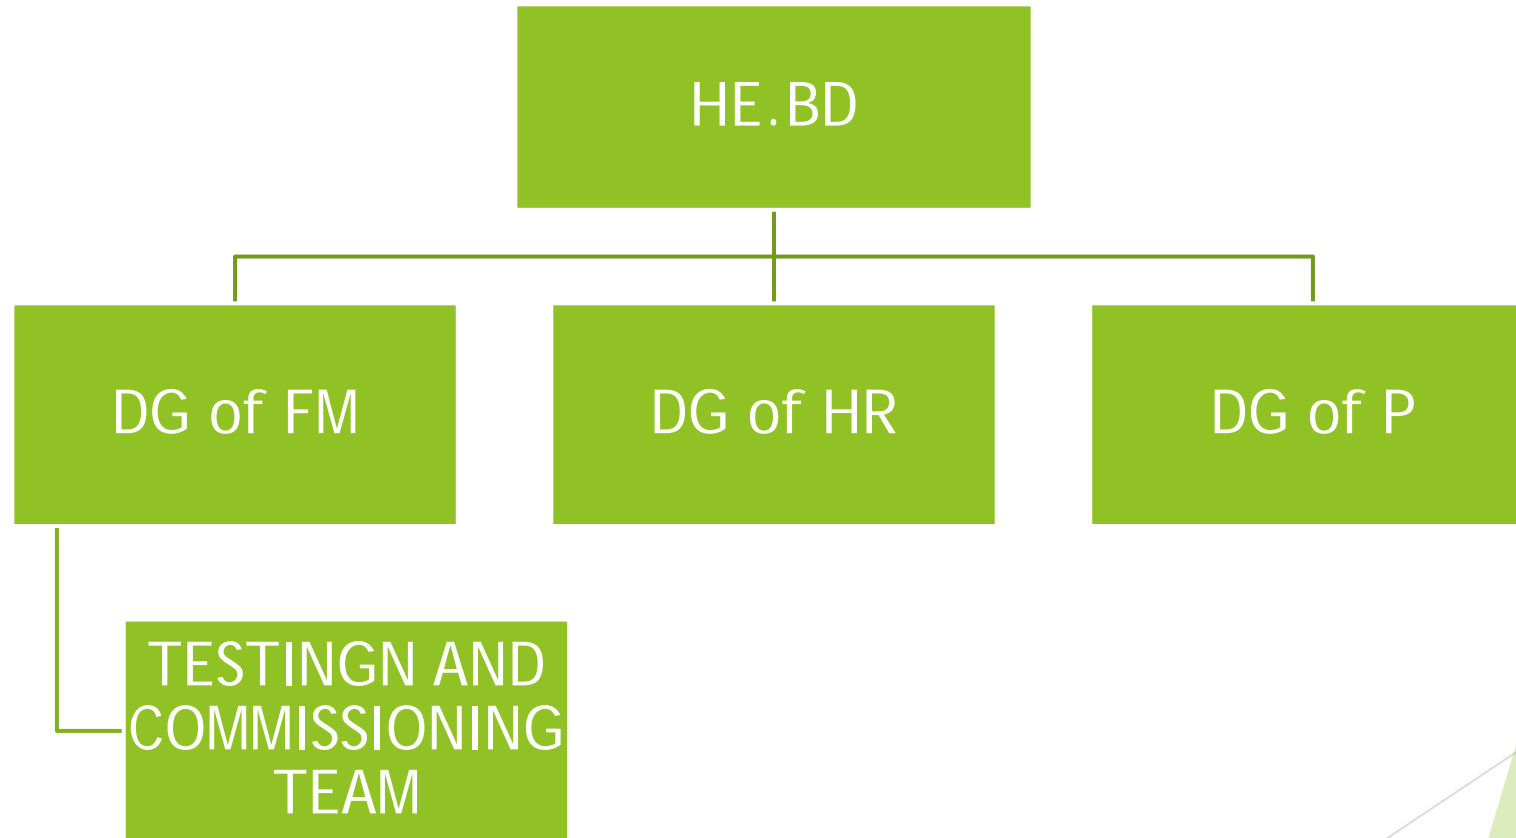 HE.BD
DG of FM
DG of HR
DG of P
TESTINGN AND
COMMISSIONING
TEAM